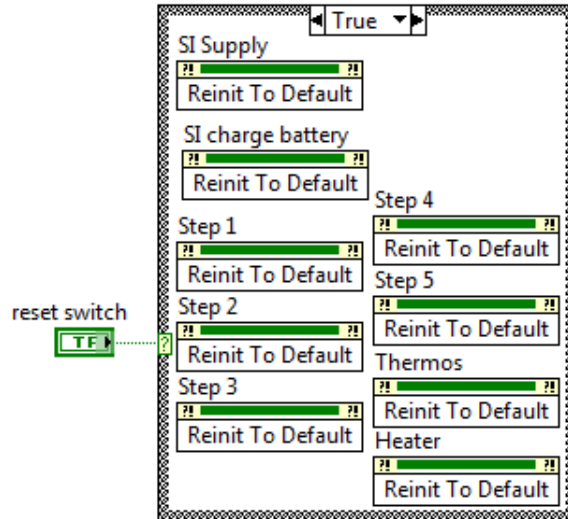 True
SI Supply
?! ?!
Reinit To Default
SI charge battery
?! ?!
Reinit To Default
Step 1
?! ?!
Reinit To Default
reset switch
TF
?
Step 2
?! ?!
Reinit To Default
Step 3
?! ?!
Reinit To Default
Step 4
?! ?!
Reinit To Default
Step 5
?! ?!
Reinit To Default
Thermos
?! ?!
Reinit To Default
Heater
?! ?!
Reinit To Default